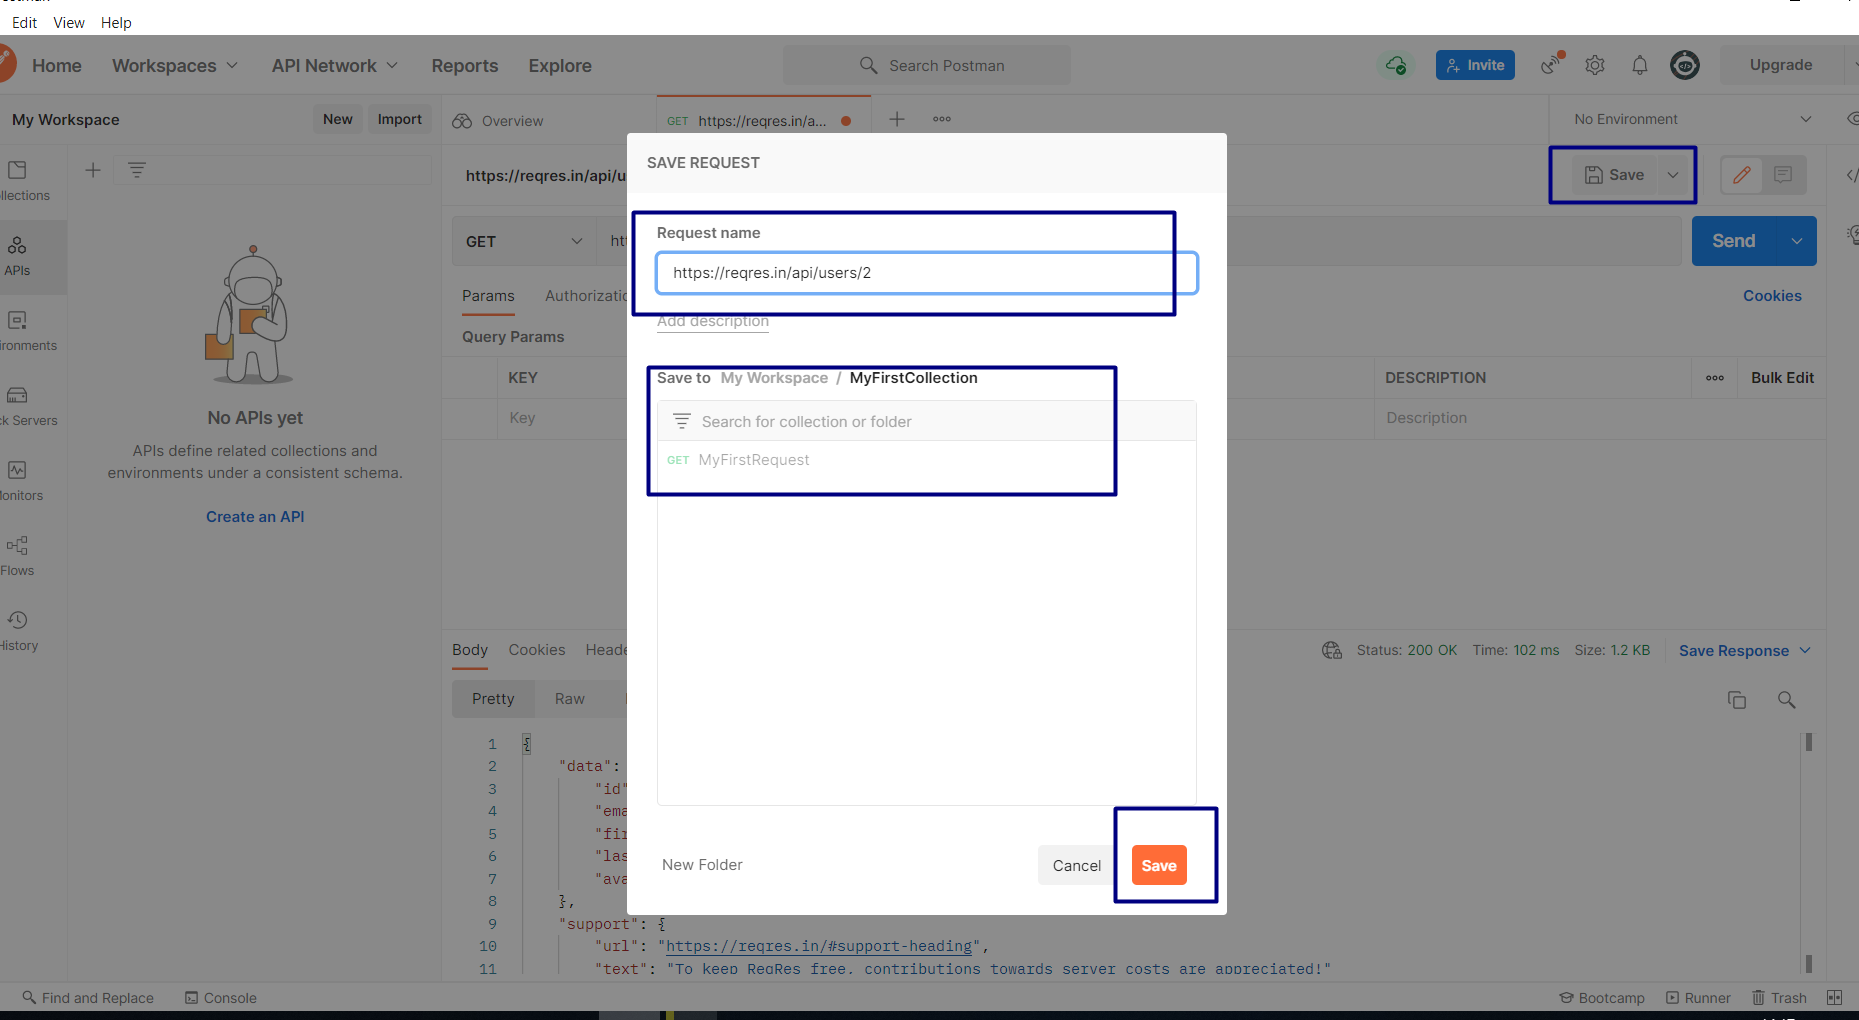 Edit View Help
Home Workspaces API Network Reports Explore Search Postman Invite Upgrade
My Workspace New Import Overview GET https://reqres.in/a... No Environment
SAVE REQUEST
https://reqres.in/api/u Save
Request name
GET htt https://reqres.in/api/users/2 Send
Params Authorizatio Cookies
Add description
Query Params
KEY DESCRIPTION Bulk Edit
Save to My Workspace / MyFirstCollection
Key Search for collection or folder Description
GET MyFirstRequest
llections
APIs
ironments
ck Servers
onitors
Flows
History
No APIs yet
APIs define related collections and
environments under a consistent schema.
Create an API
Body Cookies Heade Status: 200 OK Time: 102 ms Size: 1.2 KB Save Response
Pretty Raw
1 {
2 "data":
3 "id"
4 "ema
5 "fir
6 "las
7 "ava
8 },
9 "support": {
10 "url": "https://reqres.in/#support-heading",
11 "text": "To keep ReqRes free, contributions towards server costs are appreciated!"
New Folder Cancel Save
Find and Replace Console Bootcamp Runner Trash